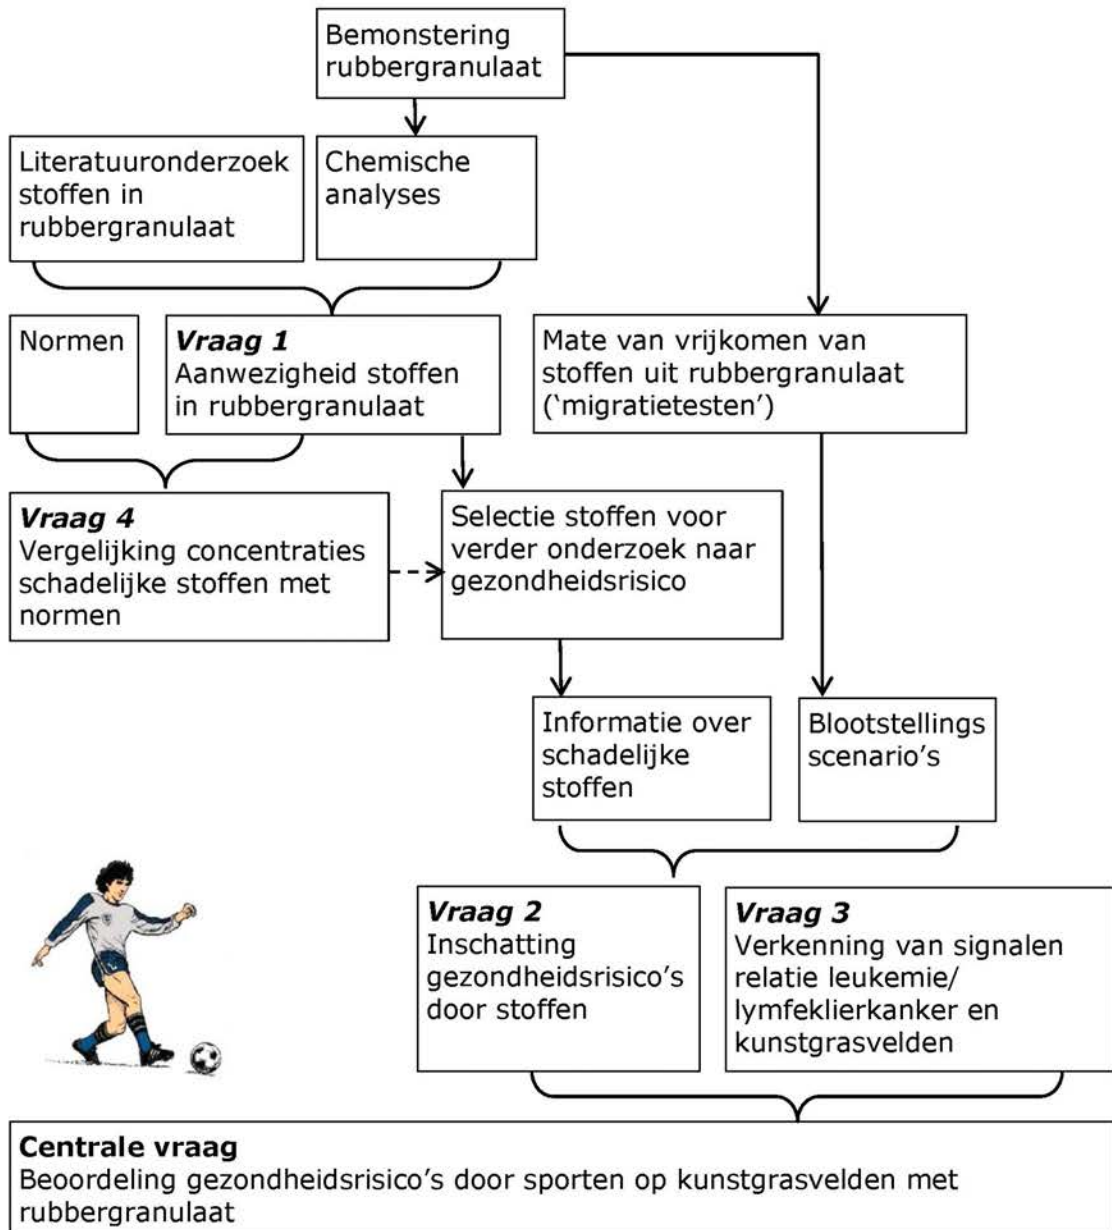 Bemonstering
rubbergranulaat
Literatuuronderzoek
stoffen in
rubbergranulaat
Chemische
analyses
Normen
Vraag 1
Aanwezigheid stoffen
in rubbergranulaat
Mate van vrijkomen van
stoffen uit rubbergranulaat
(‘migratietesten’)
Vraag 4
Vergelijking concentraties
schadelijke stoffen met
normen
Selectie stoffen voor
verder onderzoek naar
gezondheidsrisico
Informatie over
schadelijke
stoffen
Blootstellings
scenario’s
Vraag 2
Inschatting
gezondheidsrisico’s
door stoffen
Vraag 3
Verkenning van signalen
relatie leukemie/
lymfeklierkanker en
kunstgrasvelden
Centrale vraag
Beoordeling gezondheidsrisico’s door sporten op kunstgrasvelden met
rubbergranulaat